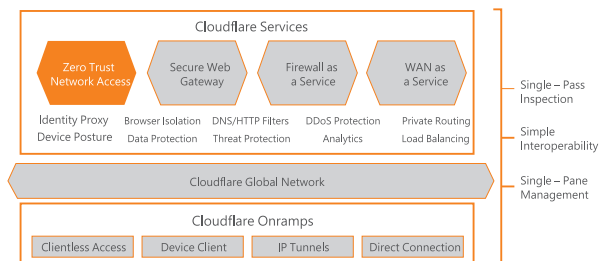 Cloudflare Services
Zero Trust
Network Access
Secure Web
Gateway
Firewall as
a Service
WAN as
a Service
Identity Proxy
Device Posture
Browser Isolation
Data Protection
DNS/HTTP Filters
Threat Protection
DDoS Protection
Analytics
Private Routing
Load Balancing
Cloudflare Global Network
Cloudflare Onramps
Clientless Access
Device Client
IP Tunnels
Direct Connection
Single – Pass
Inspection
Simple
Interoperability
Single – Pane
Management